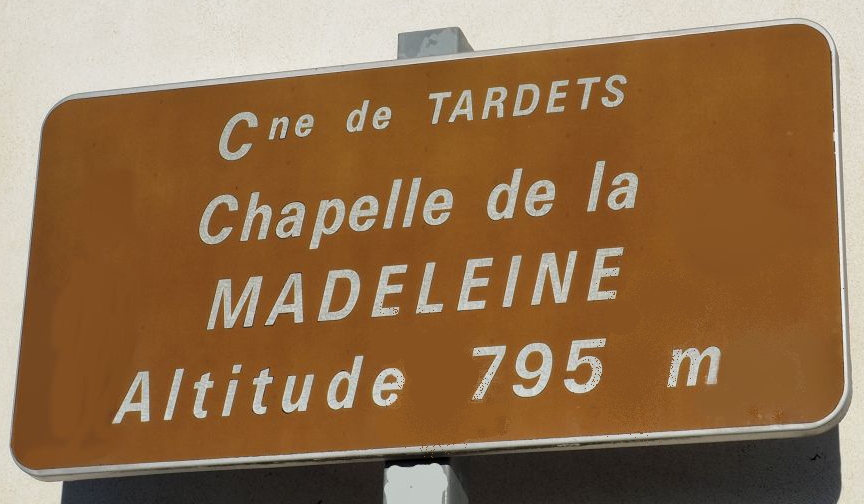 Cne de TARDETS
Chapelle de la
MADELEINE
Altitude 795 m